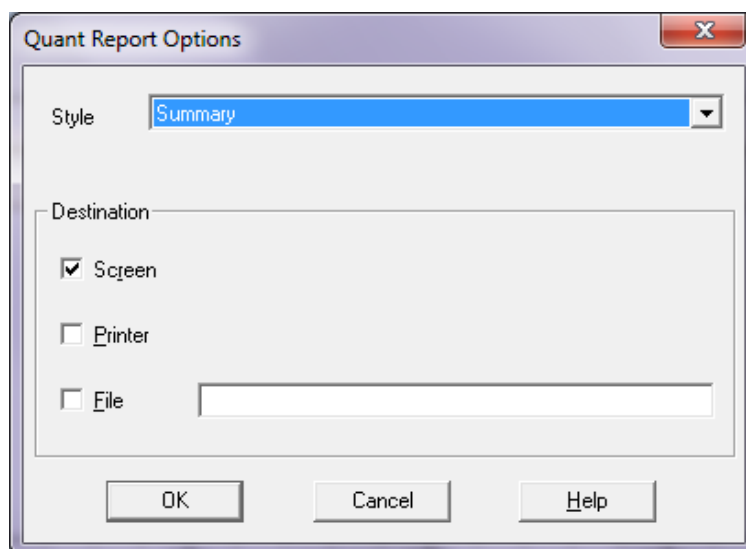 Quant Report Options
Style Summary
Destination
Screen
Printer
File
OK Cancel Help